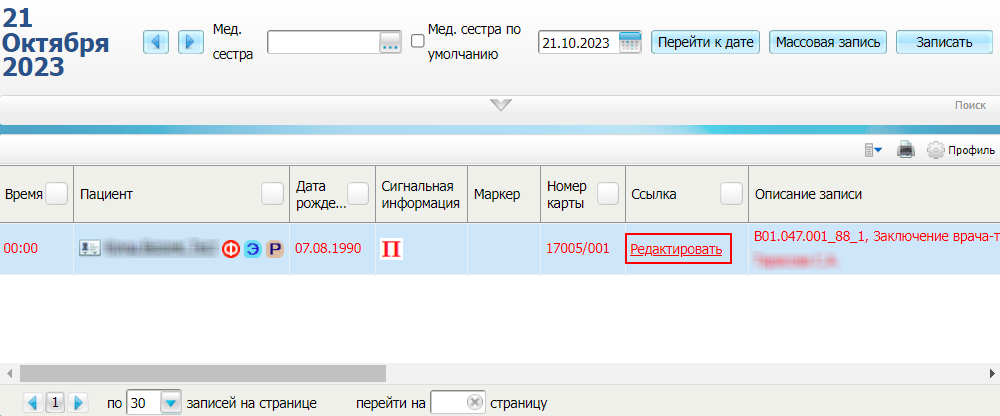 21
Октября
2023
Мед.
сестра
...
Мед. сестра по
умолчанию
21.10.2023
Перейти к дате
Массовая запись
Записать
Поиск
Профиль
Время
Пациент
Дата
рожде...
Сигнальная
информация
Маркер
Номер
карты
Ссылка
Описание записи
00:00
Ф Э Р
07.08.1990
П
17005/001
Редактировать
B01.047.001_88_1, Заключение врача-т
1
по 30 записей на странице
перейти на
страницу